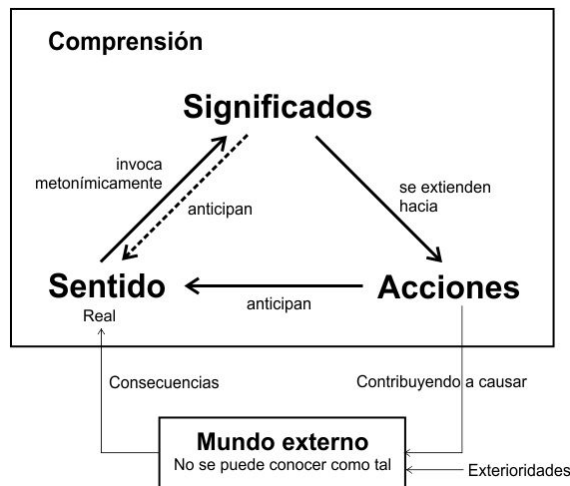 Comprensión
Significados
invoca
metonímicamente
anticipan
se extienden
hacia
Sentido
Real
anticipan
Acciones
Consecuencias
Contribuyendo a causar
Mundo externo
No se puede conocer como tal
Exterioridades